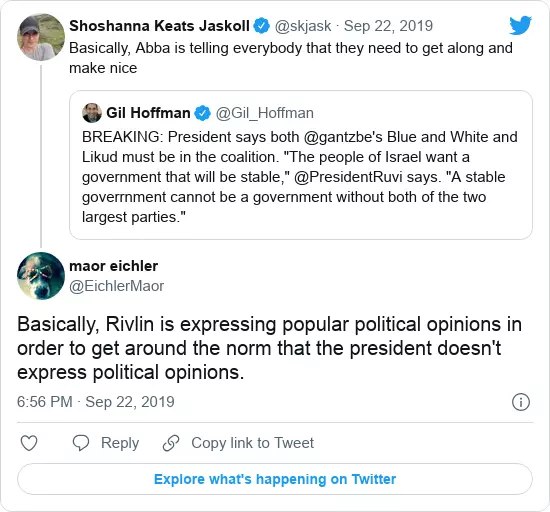 Shoshanna Keats Jaskoll @skjask · Sep 22, 2019
Basically, Abba is telling everybody that they need to get along and
make nice
Gil Hoffman @Gil_Hoffman
BREAKING: President says both @gantzbe's Blue and White and
Likud must be in the coalition. "The people of Israel want a
government that will be stable," @PresidentRuvi says. "A stable
goverrnment cannot be a government without both of the two
largest parties."
maor eichler
@EichlerMaor
Basically, Rivlin is expressing popular political opinions in
order to get around the norm that the president doesn't
express political opinions.
6:56 PM · Sep 22, 2019
Reply Copy link to Tweet
Explore what's happening on Twitter